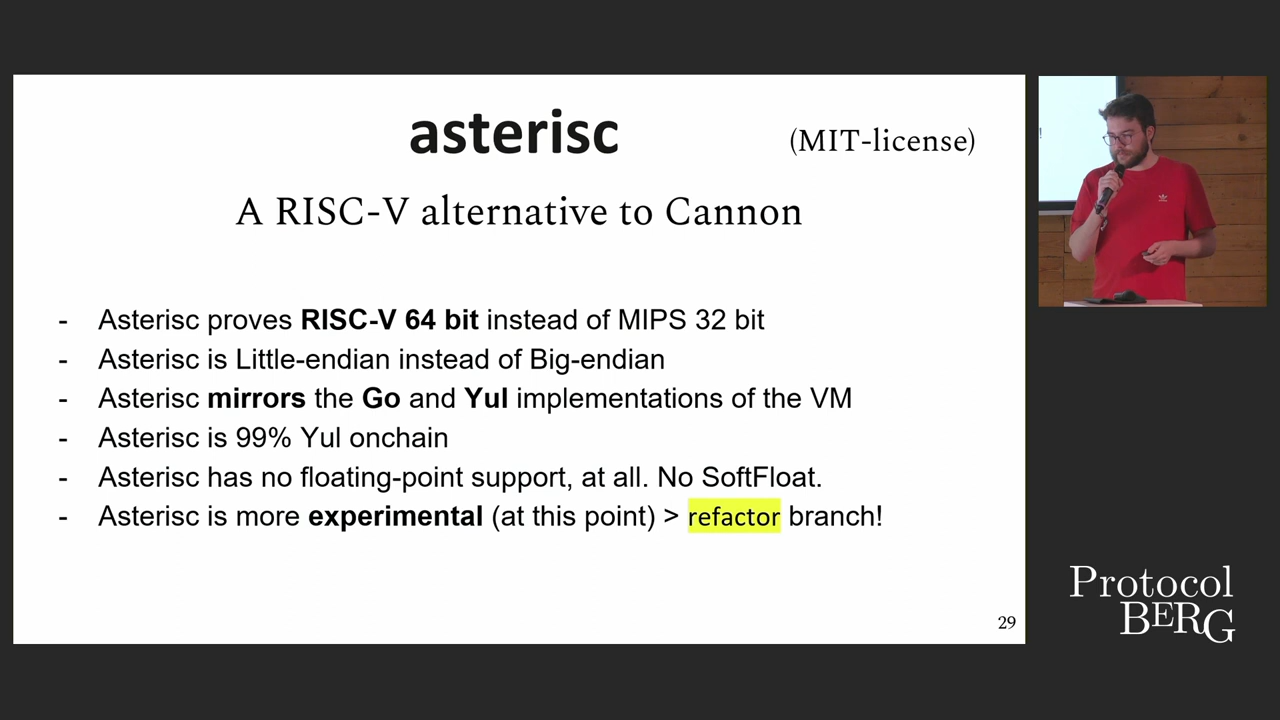 asterisc
(MIT-license)
A RISC-V alternative to Cannon
- Asterisc proves RISC-V 64 bit instead of MIPS 32 bit
- Asterisc is Little-endian instead of Big-endian
- Asterisc mirrors the Go and Yul implementations of the VM
- Asterisc is 99% Yul onchain
- Asterisc has no floating-point support, at all. No SoftFloat.
- Asterisc is more experimental (at this point) > refactor branch!
29
!
Protocol
BERG